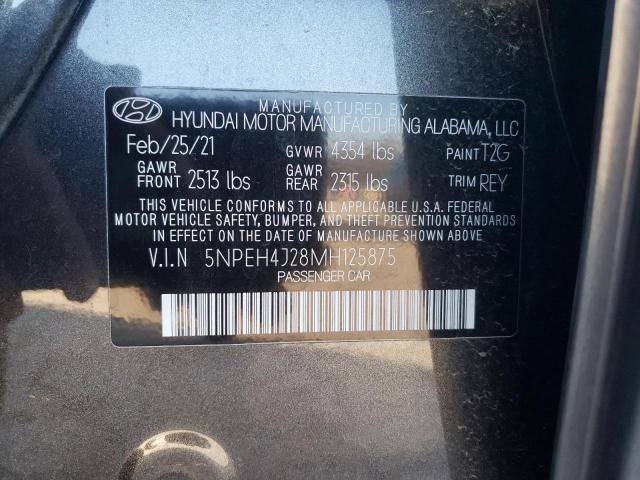 MANUFACTURED BY
HYUNDAI MOTOR MANUFACTURING ALABAMA, LLC
Feb/25/21 GVWR 4354 lbs PAINT T2G
GAWR FRONT 2513 lbs GAWR REAR 2315 lbs TRIM REY
THIS VEHICLE CONFORMS TO ALL APPLICABLE U.S.A. FEDERAL
MOTOR VEHICLE SAFETY, BUMPER, AND THEFT PREVENTION STANDARDS
IN EFFECT ON THE DATE OF MANUFACTURE SHOWN ABOVE.
V.I.N 5NPEH4J28MH125875
PASSENGER CAR